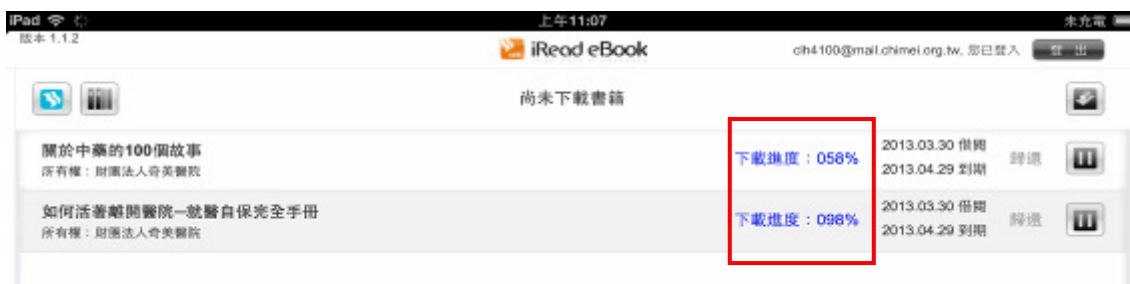 iPad 上午11:07 未充電
版本 1.1.2
iRead eBook clh4100@mail.chimei.org.tw, 您已登入 登 出
尚未下載書籍
關於中藥的100個故事
所有權：財團法人奇美醫院
下載進度：058%
2013.03.30 借閱
2013.04.29 到期
歸還
如何活著離開醫院─就醫自保完全手冊
所有權：財團法人奇美醫院
下載進度：098%
2013.03.30 借閱
2013.04.29 到期
歸還